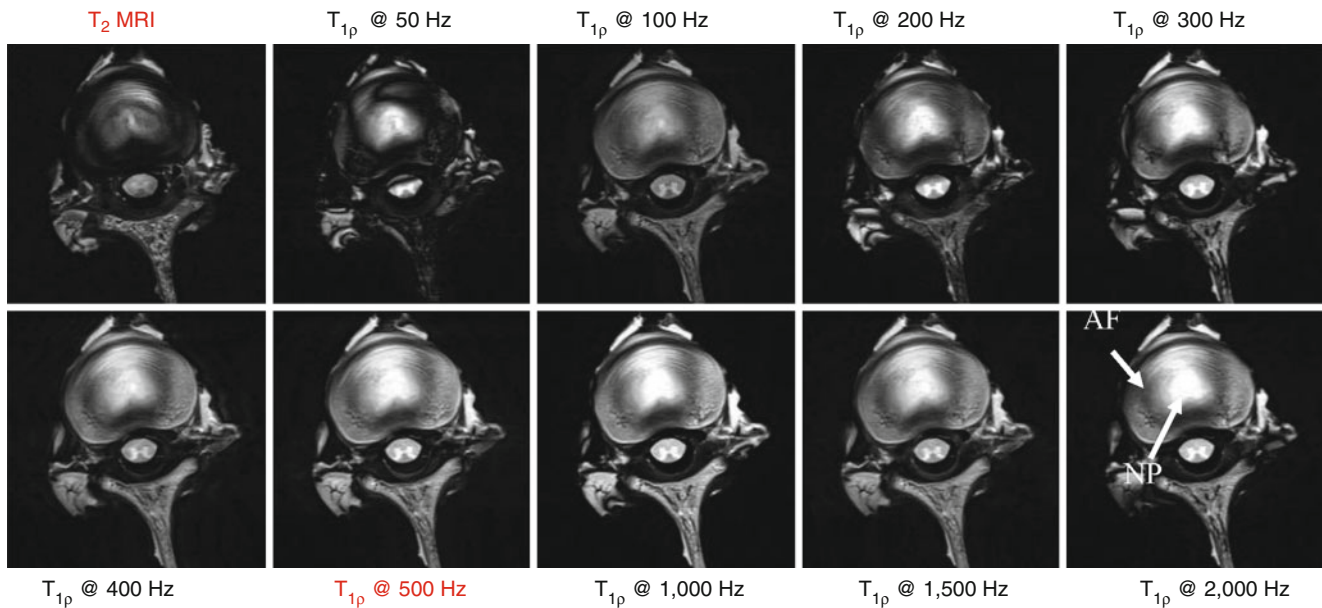 T₂ MRI
T₁ρ @ 50 Hz
T₁ρ @ 100 Hz
T₁ρ @ 200 Hz
T₁ρ @ 300 Hz
AF
NP
T₁ρ @ 400 Hz
T₁ρ @ 500 Hz
T₁ρ @ 1,000 Hz
T₁ρ @ 1,500 Hz
T₁ρ @ 2,000 Hz